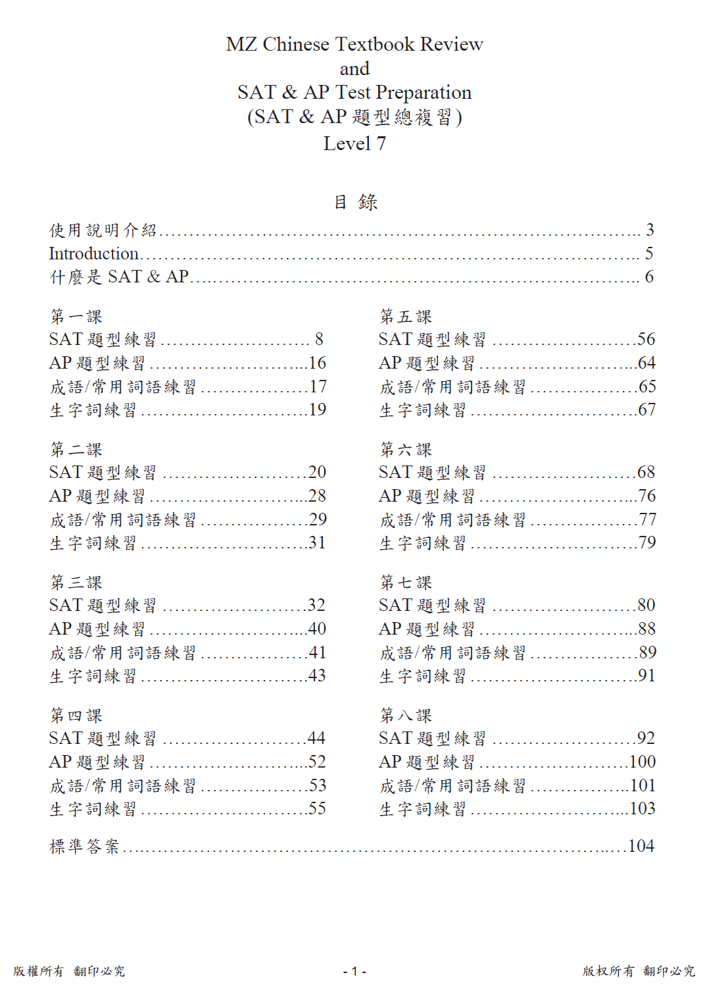 MZ Chinese Textbook Review
and
SAT & AP Test Preparation
(SAT & AP 題型總複習)
Level 7
目 錄
使用說明介紹……………………………………………………………………….. 3
Introduction……………………………………………………………………….. 5
什麼是 SAT & AP……………………………………………………………….. 6
第一課
SAT 題型練習……………………. 8
AP 題型練習……………………...16
成語/常用詞語練習………………17
生字詞練習……………………….19
第二課
SAT 題型練習 ……………………20
AP 題型練習……………………...28
成語/常用詞語練習………………29
生字詞練習……………………….31
第三課
SAT 題型練習 ……………………32
AP 題型練習……………………...40
成語/常用詞語練習………………41
生字詞練習……………………….43
第四課
SAT 題型練習 ……………………44
AP 題型練習……………………...52
成語/常用詞語練習………………53
生字詞練習……………………….55
第五課
SAT 題型練習 ……………………56
AP 題型練習……………………...64
成語/常用詞語練習………………65
生字詞練習……………………….67
第六課
SAT 題型練習 ……………………68
AP 題型練習……………………...76
成語/常用詞語練習………………77
生字詞練習……………………….79
第七課
SAT 題型練習 ……………………80
AP 題型練習……………………...88
成語/常用詞語練習………………89
生字詞練習……………………….91
第八課
SAT 題型練習 ……………………92
AP 題型練習…………………….100
成語/常用詞語練習……………...101
生字詞練習……………………...103
標準答案……………………………………………………………………..…104
版權所有 翻印必究
- 1 -
版权所有 翻印必究